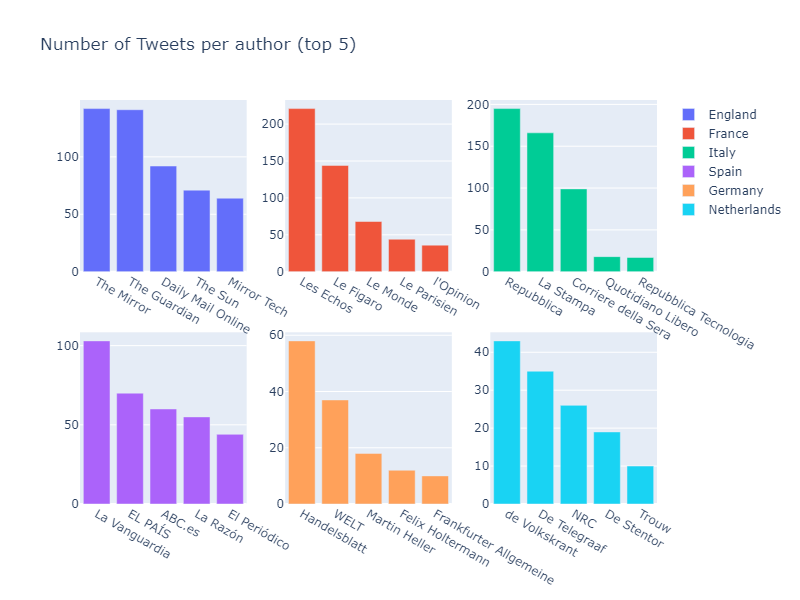 Number of Tweets per author (top 5)
0
50
100
The Mirror
The Guardian
Daily Mail Online
The Sun
Mirror Tech
0
50
100
150
200
Les Echos
Le Figaro
Le Monde
Le Parisien
l'Opinion
0
50
100
150
200
Repubblica
La Stampa
Corriere della Sera
Quotidiano Libero
Repubblica Tecnologia
England
France
Italy
Spain
Germany
Netherlands
0
50
100
La Vanguardia
EL PAÍS
ABC.es
La Razón
El Periódico
0
20
40
60
Handelsblatt
WELT
Martin Heller
Felix Holtermann
Frankfurter Allgemeine
0
10
20
30
40
de Volkskrant
De Telegraaf
NRC
De Stentor
Trouw